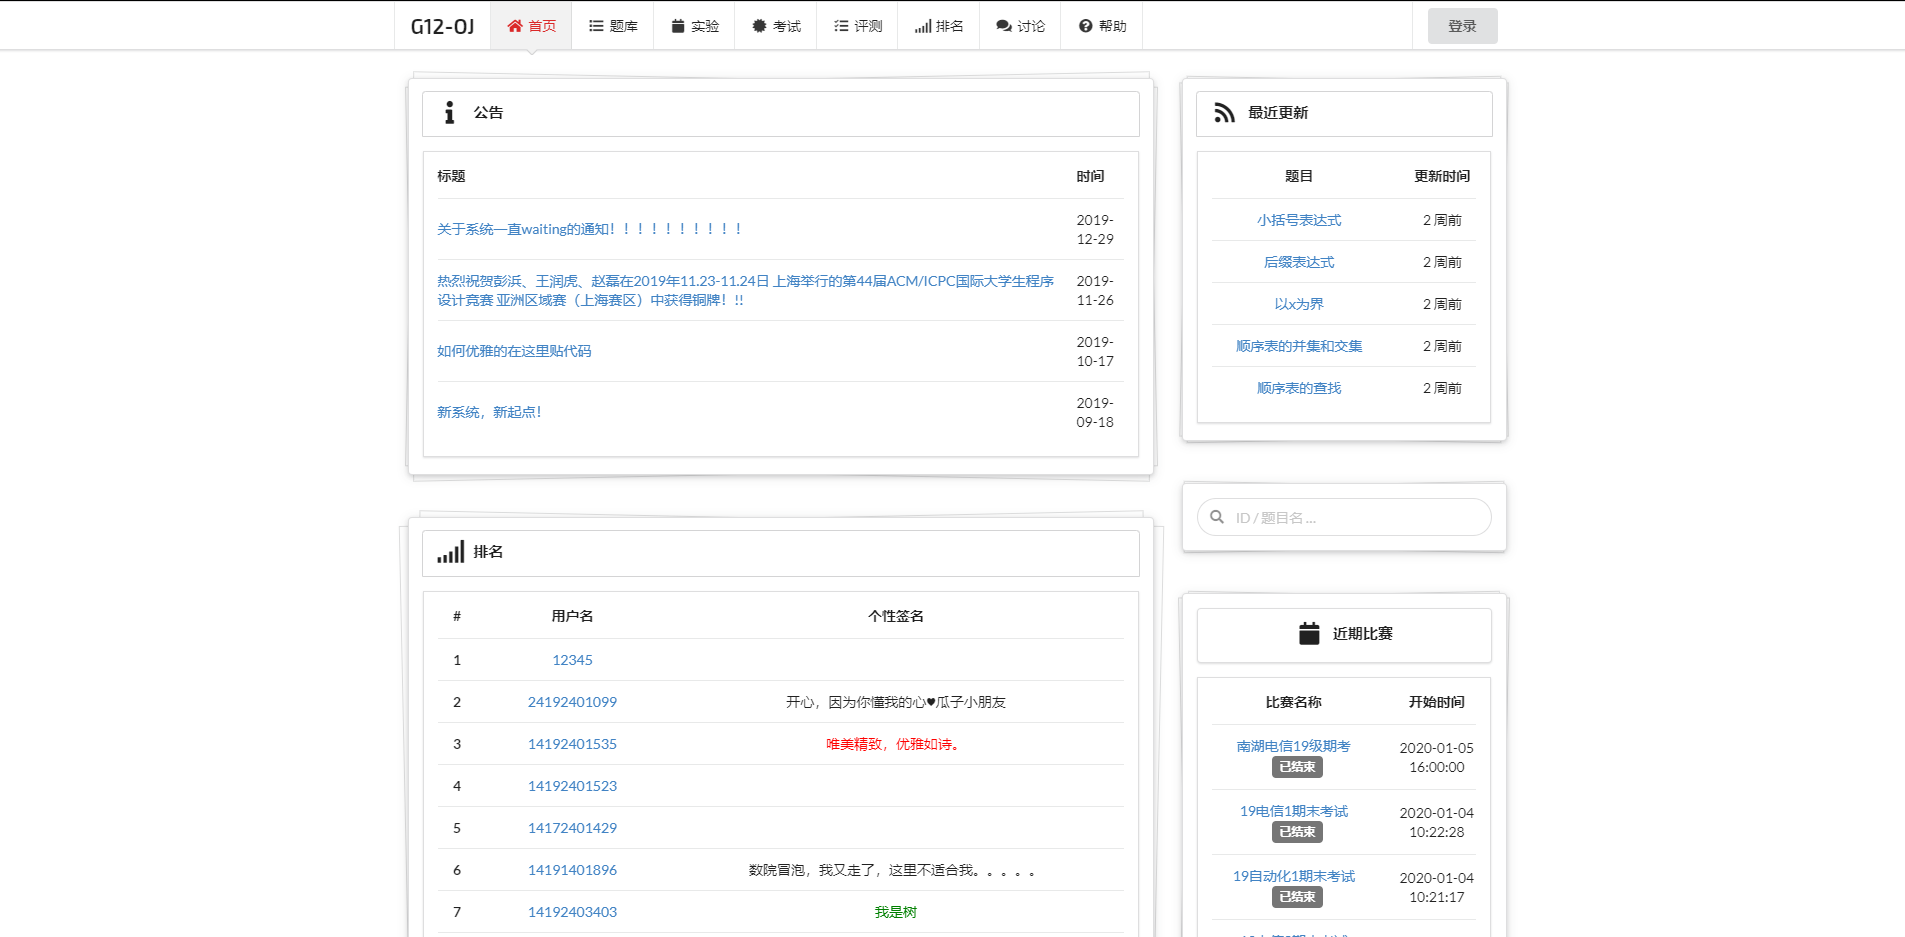 G12-OJ 首页 题库 实验 考试 评测 排名 讨论 帮助 登录
公告
标题 时间
关于系统一直waiting的通知！！！！！！！！！！ 2019-12-29
热烈祝贺彭浜、王润虎、赵磊在2019年11.23-11.24日 上海举行的第44届ACM/ICPC国际大学生程序
设计竞赛 亚洲区域赛（上海赛区）中获得铜牌！!! 2019-11-26
如何优雅的在这里贴代码 2019-10-17
新系统，新起点！ 2019-09-18
排名
# 用户名 个性签名
1 12345
2 24192401099 开心，因为你懂我的心♥瓜子小朋友
3 14192401535 唯美精致，优雅如诗。
4 14192401523
5 14172401429
6 14191401896 数院冒泡，我又走了，这里不适合我。。。。。
7 14192403403 我是树
最近更新
题目 更新时间
小括号表达式 2 周前
后缀表达式 2 周前
以x为界 2 周前
顺序表的并集和交集 2 周前
顺序表的查找 2 周前
ID / 题目名 ...
近期比赛
比赛名称 开始时间
南湖电信19级期考 2020-01-05
已结束 16:00:00
19电信1期末考试 2020-01-04
已结束 10:22:28
19自动化1期末考试 2020-01-04
已结束 10:21:17